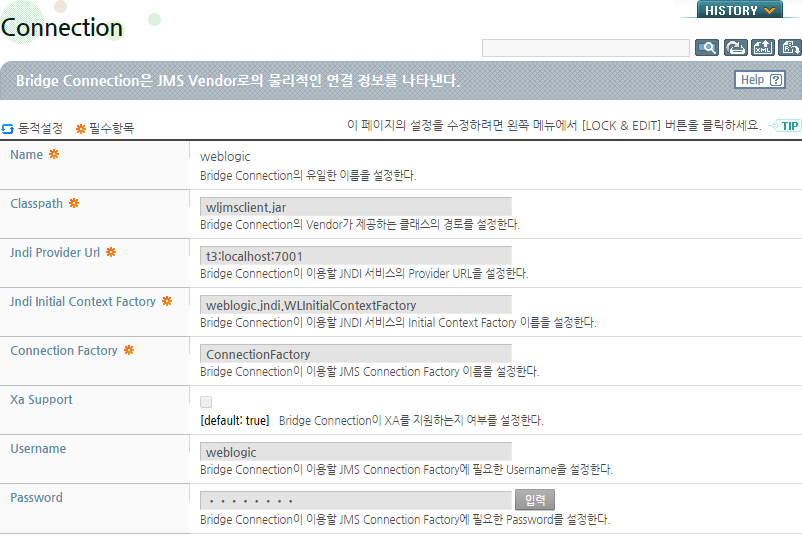 HISTORY
Connection
XML
Bridge Connection은 JMS Vendor로의 물리적인 연결 정보를 나타낸다.
Help ?
동적설정 필수항목
이 페이지의 설정을 수정하려면 왼쪽 메뉴에서 [LOCK & EDIT] 버튼을 클릭하세요. TIP
Name
weblogic
Bridge Connection의 유일한 이름을 설정한다.
Classpath
wljmsclient.jar
Bridge Connection의 Vendor가 제공하는 클래스의 경로를 설정한다.
Jndi Provider Url
t3:localhost:7001
Bridge Connection이 이용할 JNDI 서비스의 Provider URL을 설정한다.
Jndi Initial Context Factory
weblogic.jndi.WLInitialContextFactory
Bridge Connection이 이용할 JNDI 서비스의 Initial Context Factory 이름을 설정한다.
Connection Factory
ConnectionFactory
Bridge Connection이 이용할 JMS Connection Factory 이름을 설정한다.
Xa Support
[default: true] Bridge Connection이 XA를 지원하는지 여부를 설정한다.
Username
weblogic
Bridge Connection이 이용할 JMS Connection Factory에 필요한 Username을 설정한다.
Password
• • • • • • • • 입력
Bridge Connection이 이용할 JMS Connection Factory에 필요한 Password를 설정한다.